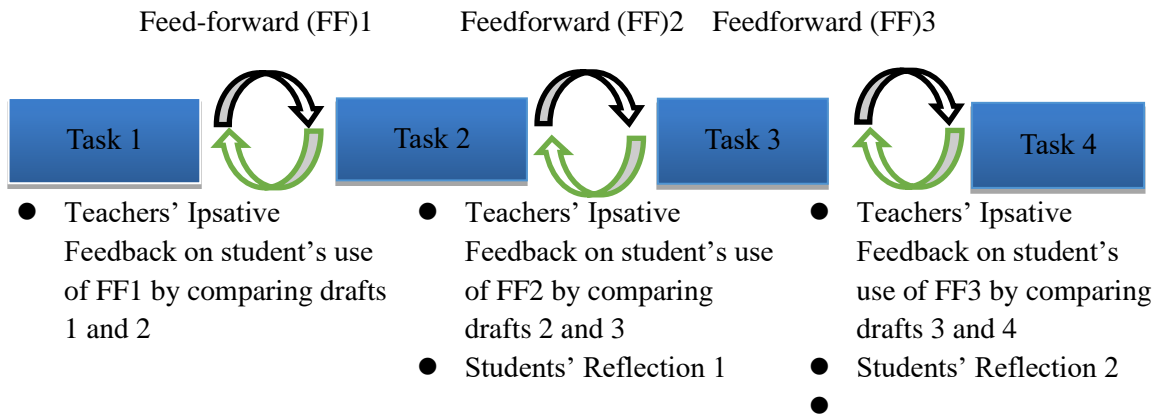 Feed-forward (FF)1 Feedforward (FF)2 Feedforward (FF)3
Task 1 Task 2 Task 3 Task 4
● Teachers’ Ipsative
Feedback on student’s use
of FF1 by comparing drafts
1 and 2
● Teachers’ Ipsative
Feedback on student’s use
of FF2 by comparing
drafts 2 and 3
● Students’ Reflection 1
● Teachers’ Ipsative
Feedback on student’s
use of FF3 by comparing
drafts 3 and 4
● Students’ Reflection 2
●